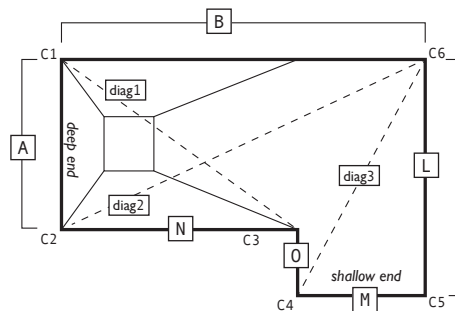 B
C1
C6
diag1
A
deep end
diag3
L
diag2
C2
N
C3
O
shallow end
C4
M
C5